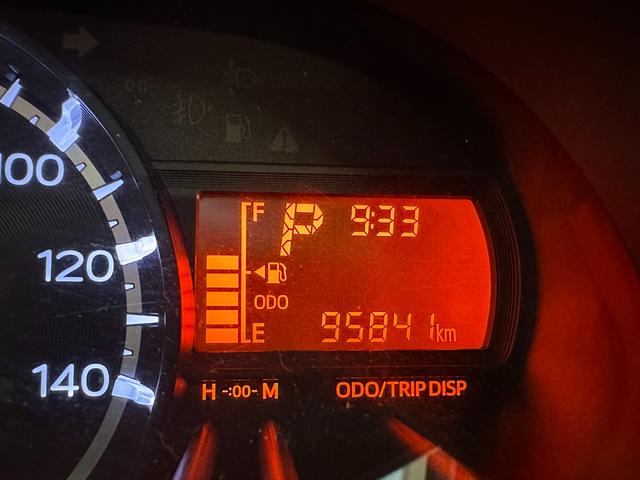 100
120
140
F
P 9:33
ODO
E 95841km
H -:00- M ODO/TRIP DISP